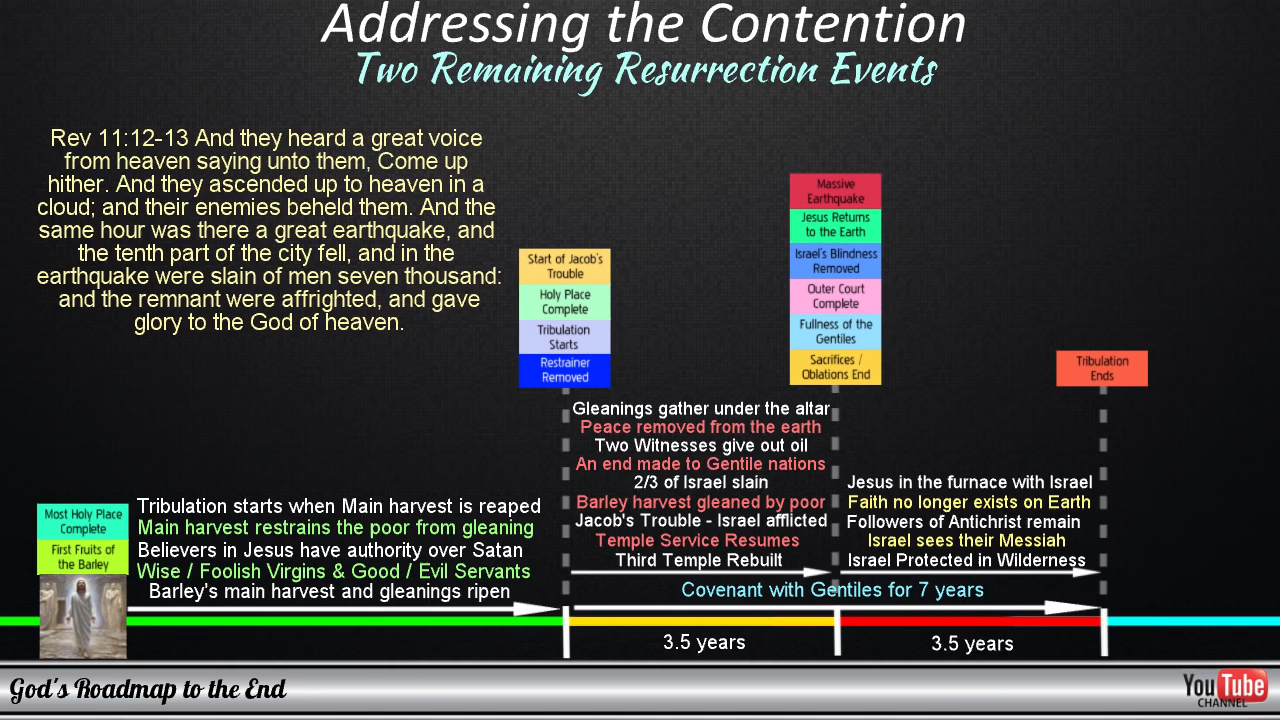 Addressing the Contention
Two Remaining Resurrection Events
Rev 11:12-13 And they heard a great voice
from heaven saying unto them, Come up
hither. And they ascended up to heaven in a
cloud; and their enemies beheld them. And the
same hour was there a great earthquake, and
the tenth part of the city fell, and in the
earthquake were slain of men seven thousand:
and the remnant were affrighted, and gave
glory to the God of heaven.
Most Holy Place
Complete
First Fruits of
the Barley
Tribulation starts when Main harvest is reaped
Main harvest restrains the poor from gleaning
Believers in Jesus have authority over Satan
Wise / Foolish Virgins & Good / Evil Servants
Barley's main harvest and gleanings ripen
Start of Jacob's
Trouble
Holy Place
Complete
Tribulation
Starts
Restrainer
Removed
Gleanings gather under the altar
Peace removed from the earth
Two Witnesses give out oil
An end made to Gentile nations
2/3 of Israel slain
Barley harvest gleaned by poor
Jacob's Trouble - Israel afflicted
Temple Service Resumes
Third Temple Rebuilt
Massive
Earthquake
Jesus Returns
to the Earth
Israel's Blindness
Removed
Outer Court
Complete
Fullness of the
Gentiles
Sacrifices /
Oblations End
Jesus in the furnace with Israel
Faith no longer exists on Earth
Followers of Antichrist remain
Israel sees their Messiah
Israel Protected in Wilderness
Tribulation
Ends
Covenant with Gentiles for 7 years
3.5 years
3.5 years
God's Roadmap to the End
YouTube
CHANNEL